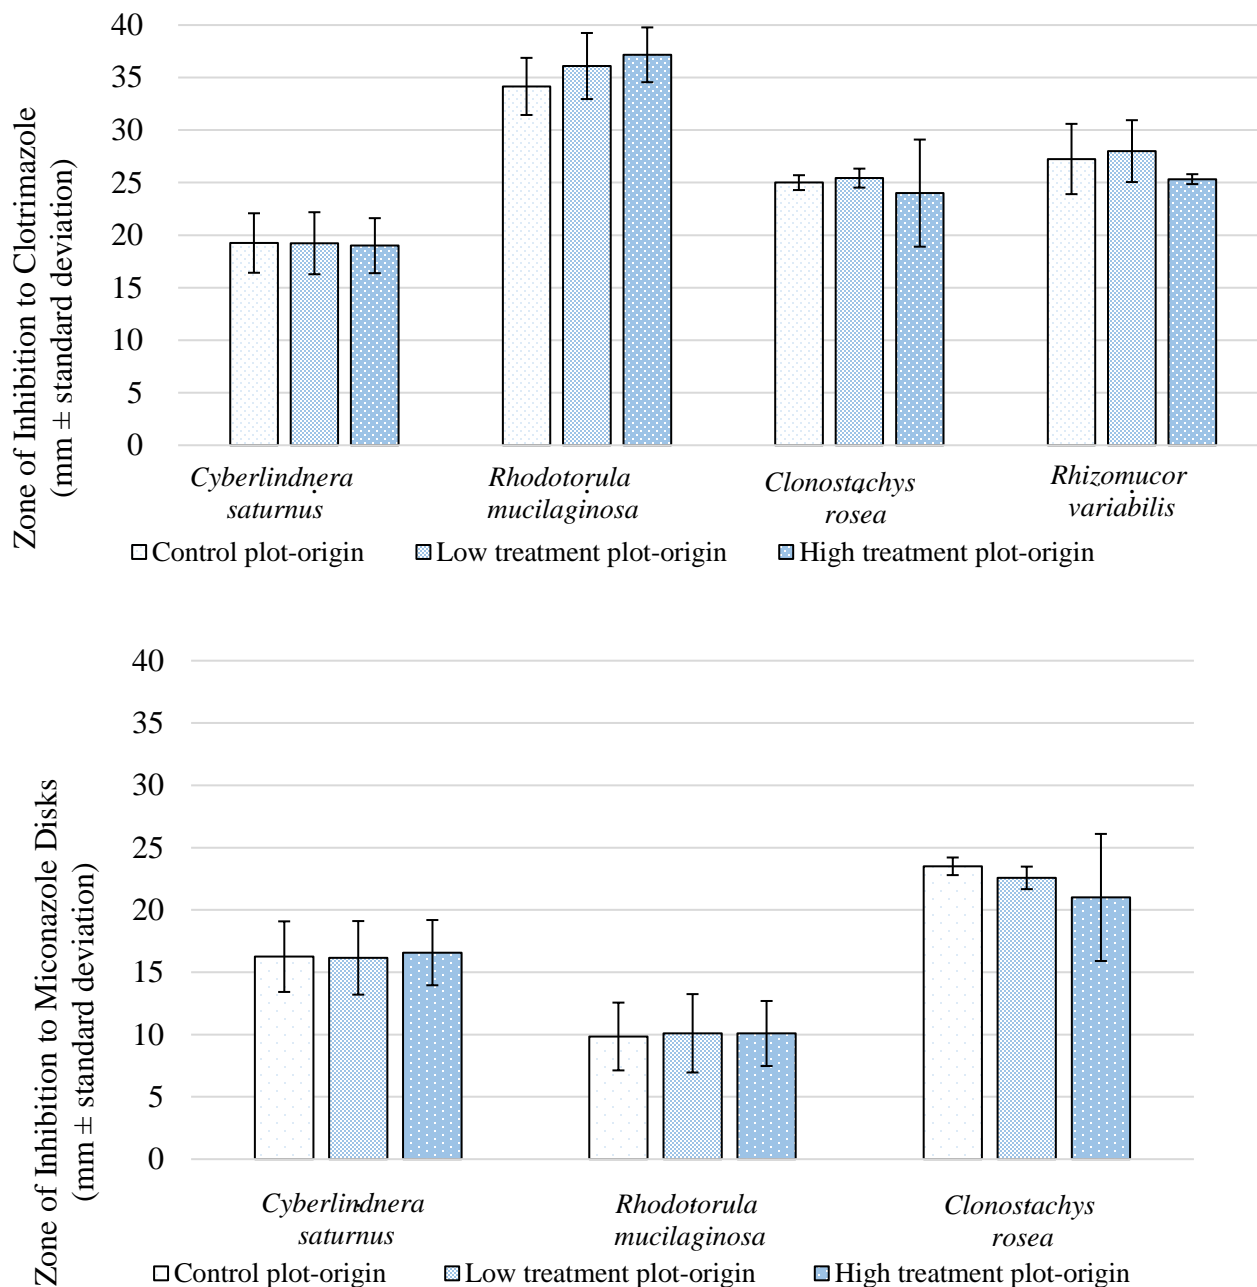 Zone of Inhibition to Clotrimazole
(mm ± standard deviation)
40
35
30
25
20
15
10
5
0
Cyberlindnera
saturnus
Rhodotorula
mucilaginosa
Clonostachys
rosea
Rhizomucor
variabilis
Control plot-origin Low treatment plot-origin High treatment plot-origin
Zone of Inhibition to Miconazole Disks
(mm ± standard deviation)
40
35
30
25
20
15
10
5
0
Cyberlindnera
saturnus
Rhodotorula
mucilaginosa
Clonostachys
rosea
Control plot-origin Low treatment plot-origin High treatment plot-origin